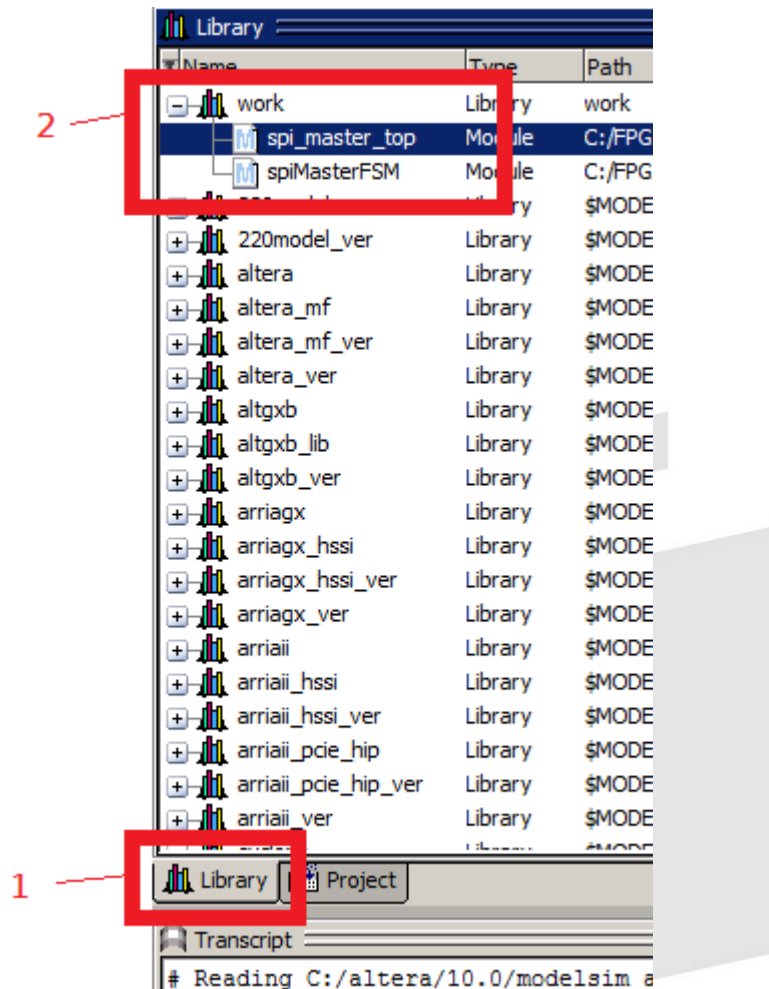 Library
Name Type Path
2
work Library work
spi_master_top Module C:/FPG
spiMasterFSM Module C:/FPG
$MODE
220model_ver Library $MODE
altera Library $MODE
altera_mf Library $MODE
altera_mf_ver Library $MODE
altera_ver Library $MODE
altgxb Library $MODE
altgxb_lib Library $MODE
altgxb_ver Library $MODE
arriagx Library $MODE
arriagx_hssi Library $MODE
arriagx_hssi_ver Library $MODE
arriagx_ver Library $MODE
arriaii Library $MODE
arriaii_hssi Library $MODE
arriaii_hssi_ver Library $MODE
arriaii_pcie_hip Library $MODE
arriaii_pcie_hip_ver Library $MODE
arriaii_ver Library $MODE
1
Library Project
Transcript
# Reading C:/altera/10.0/modelsim a